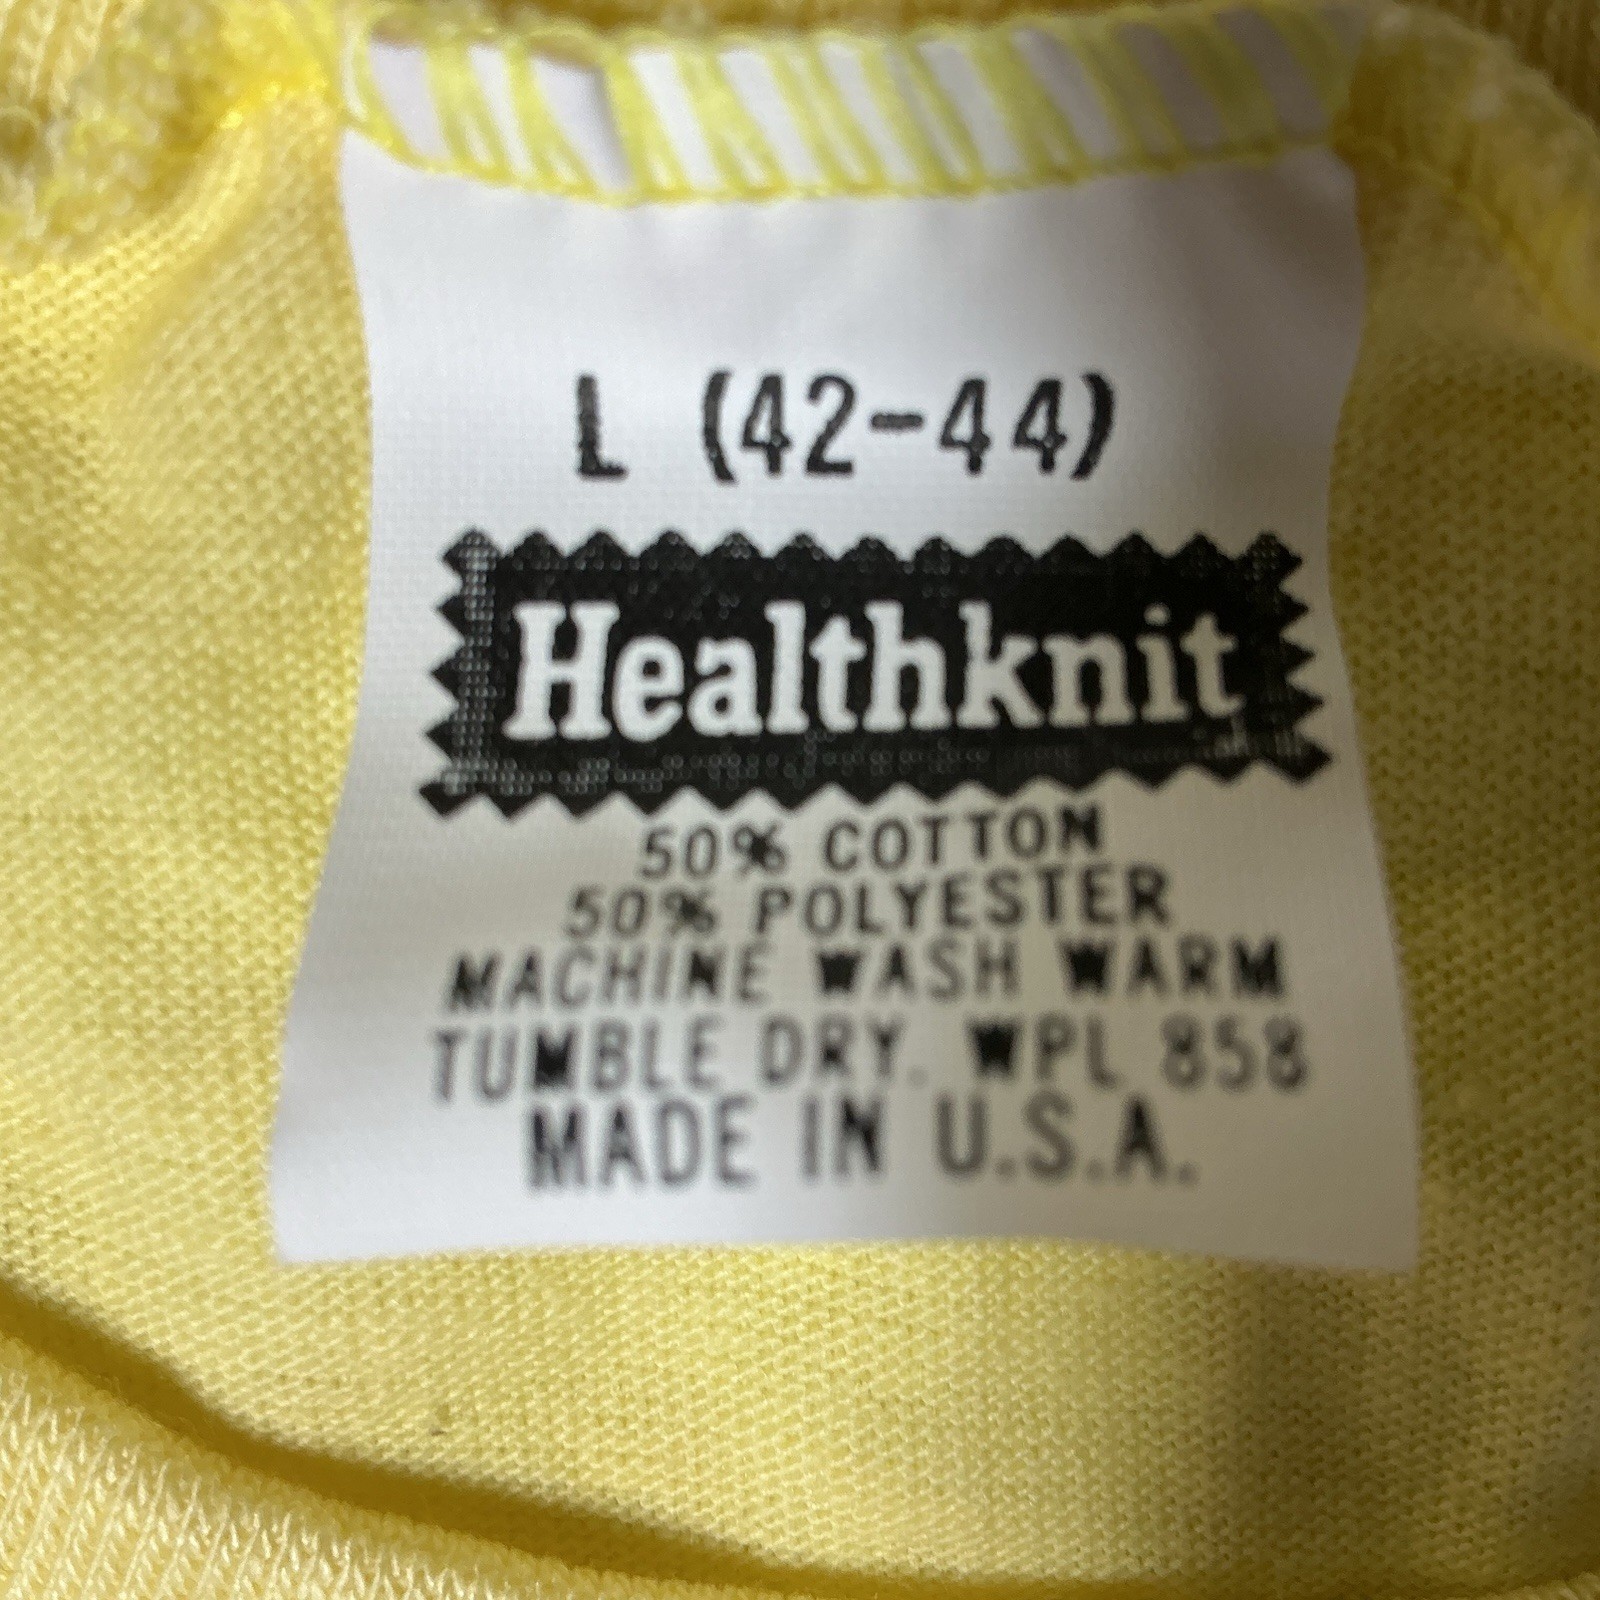 L (42-44)
Healthknit
50% COTTON
50% POLYESTER
MACHINE WASH WARM
TUMBLE DRY. WPL 858
MADE IN U.S.A.